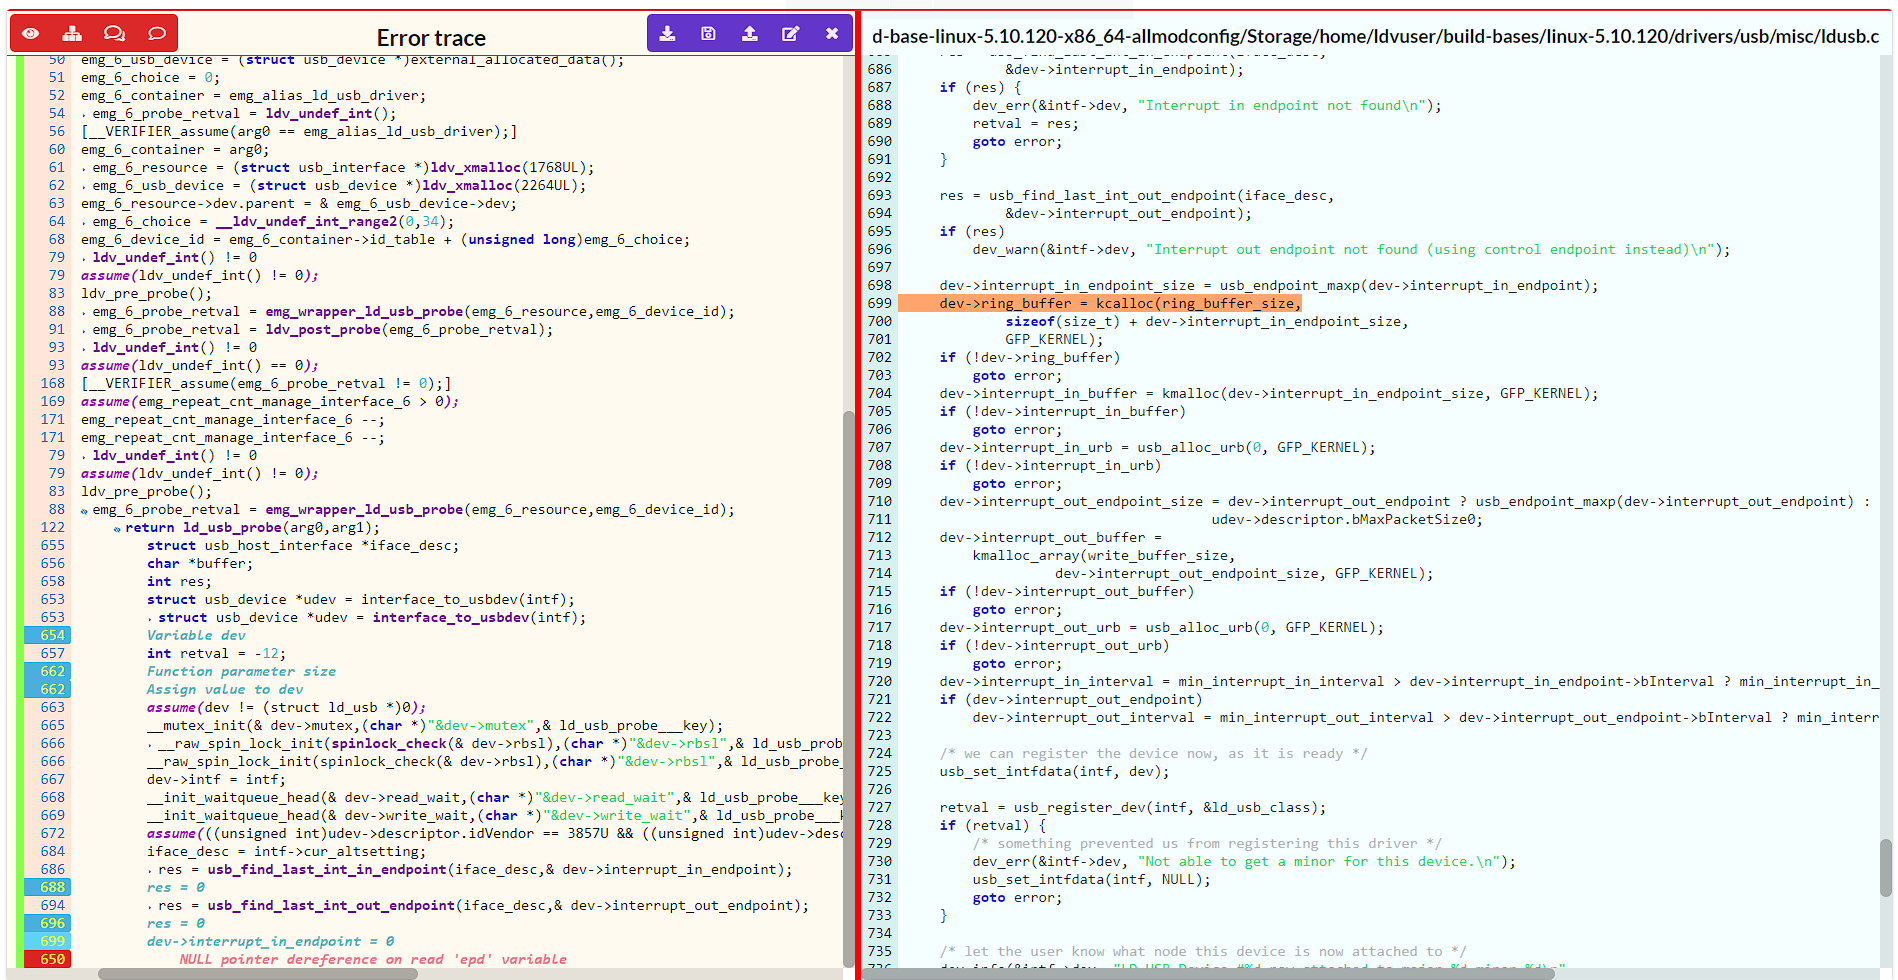 Error trace
50 emg_6_usb_device = (struct usb_device *)external_allocated_data();
51 emg_6_choice = 0;
52 emg_6_container = emg_alias_ld_usb_driver;
54 emg_6_probe_retval = ldv_undef_int();
56 [__VERIFIER_assume(arg0 == emg_alias_ld_usb_driver);]
60 emg_6_container = arg0;
61 emg_6_resource = (struct usb_interface *)ldv_xmalloc(1768UL);
62 emg_6_usb_device = (struct usb_device *)ldv_xmalloc(2264UL);
63 emg_6_resource->dev.parent = & emg_6_usb_device->dev;
64 emg_6_choice = __ldv_undef_int_range2(0,34);
68 emg_6_device_id = emg_6_container->id_table + (unsigned long)emg_6_choice;
79 ldv_undef_int() != 0
79 assume(ldv_undef_int() != 0);
83 ldv_pre_probe();
88 emg_6_probe_retval = emg_wrapper_ld_usb_probe(emg_6_resource,emg_6_device_id);
91 emg_6_probe_retval = ldv_post_probe(emg_6_probe_retval);
93 ldv_undef_int() != 0
93 assume(ldv_undef_int() == 0);
168 [__VERIFIER_assume(emg_6_probe_retval != 0);]
169 assume(emg_repeat_cnt_manage_interface_6 > 0);
171 emg_repeat_cnt_manage_interface_6 --;
171 emg_repeat_cnt_manage_interface_6 --;
79 ldv_undef_int() != 0
79 assume(ldv_undef_int() != 0);
83 ldv_pre_probe();
88 emg_6_probe_retval = emg_wrapper_ld_usb_probe(emg_6_resource,emg_6_device_id);
122 return ld_usb_probe(arg0,arg1);
655 struct usb_host_interface *iface_desc;
656 char *buffer;
658 int res;
653 struct usb_device *udev = interface_to_usbdev(intf);
653 struct usb_device *udev = interface_to_usbdev(intf);
654 Variable dev
657 int retval = -12;
662 Function parameter size
662 Assign value to dev
663 assume(dev != (struct ld_usb *)0);
665 __mutex_init(& dev->mutex,(char *)"&dev->mutex",& ld_usb_probe___key);
666 __raw_spin_lock_init(spinlock_check(& dev->rbsl),(char *)"&dev->rbsl",& ld_usb_prob
666 __raw_spin_lock_init(spinlock_check(& dev->rbsl),(char *)"&dev->rbsl",& ld_usb_probe_
667 dev->intf = intf;
668 __init_waitqueue_head(& dev->read_wait,(char *)"&dev->read_wait",& ld_usb_probe___key
669 __init_waitqueue_head(& dev->write_wait,(char *)"&dev->write_wait",& ld_usb_probe___k
672 assume(((unsigned int)udev->descriptor.idVendor == 3857U && ((unsigned int)udev->desc
684 iface_desc = intf->cur_altsetting;
686 res = usb_find_last_int_in_endpoint(iface_desc,& dev->interrupt_in_endpoint);
688 res = 0
694 res = usb_find_last_int_out_endpoint(iface_desc,& dev->interrupt_out_endpoint);
696 res = 0
699 dev->interrupt_in_endpoint = 0
650 NULL pointer dereference on read 'epd' variable
d-base-linux-5.10.120-x86_64-allmodconfig/Storage/home/ldvuser/build-bases/linux-5.10.120/drivers/usb/misc/ldusb.c
686 &dev->interrupt_in_endpoint);
687 if (res) {
688 dev_err(&intf->dev, "Interrupt in endpoint not found\n");
689 retval = res;
690 goto error;
691 }
692
693 res = usb_find_last_int_out_endpoint(iface_desc,
694 &dev->interrupt_out_endpoint);
695 if (res)
696 dev_warn(&intf->dev, "Interrupt out endpoint not found (using control endpoint instead)\n");
697
698 dev->interrupt_in_endpoint_size = usb_endpoint_maxp(dev->interrupt_in_endpoint);
699 dev->ring_buffer = kcalloc(ring_buffer_size,
700 sizeof(size_t) + dev->interrupt_in_endpoint_size,
701 GFP_KERNEL);
702 if (!dev->ring_buffer)
703 goto error;
704 dev->interrupt_in_buffer = kmalloc(dev->interrupt_in_endpoint_size, GFP_KERNEL);
705 if (!dev->interrupt_in_buffer)
706 goto error;
707 dev->interrupt_in_urb = usb_alloc_urb(0, GFP_KERNEL);
708 if (!dev->interrupt_in_urb)
709 goto error;
710 dev->interrupt_out_endpoint_size = dev->interrupt_out_endpoint ? usb_endpoint_maxp(dev->interrupt_out_endpoint) :
711 udev->descriptor.bMaxPacketSize0;
712 dev->interrupt_out_buffer =
713 kmalloc_array(write_buffer_size,
714 dev->interrupt_out_endpoint_size, GFP_KERNEL);
715 if (!dev->interrupt_out_buffer)
716 goto error;
717 dev->interrupt_out_urb = usb_alloc_urb(0, GFP_KERNEL);
718 if (!dev->interrupt_out_urb)
719 goto error;
720 dev->interrupt_in_interval = min_interrupt_in_interval > dev->interrupt_in_endpoint->bInterval ? min_interrupt_in_
721 if (dev->interrupt_out_endpoint)
722 dev->interrupt_out_interval = min_interrupt_out_interval > dev->interrupt_out_endpoint->bInterval ? min_interr
723
724 /* we can register the device now, as it is ready */
725 usb_set_intfdata(intf, dev);
726
727 retval = usb_register_dev(intf, &ld_usb_class);
728 if (retval) {
729 /* something prevented us from registering this driver */
730 dev_err(&intf->dev, "Not able to get a minor for this device.\n");
731 usb_set_intfdata(intf, NULL);
732 goto error;
733 }
734
735 /* let the user know what node this device is now attached to */